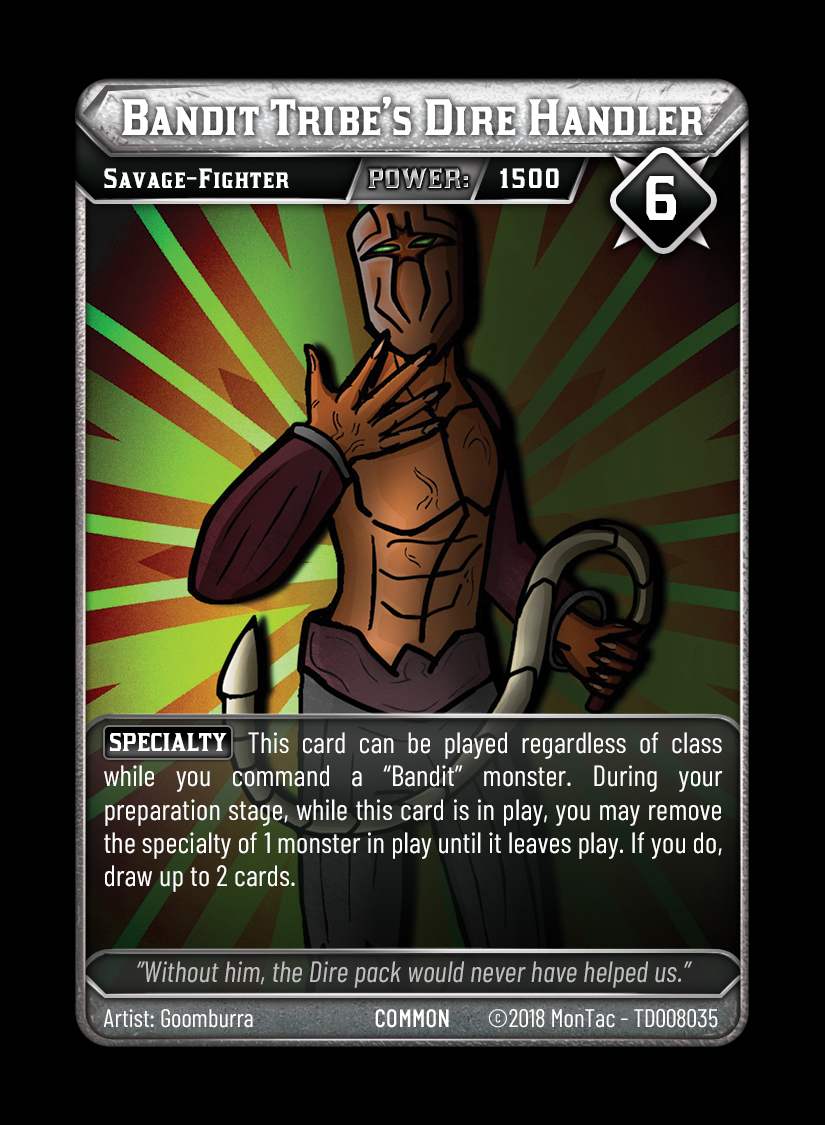 Bandit Tribe's Dire Handler
Savage-Fighter POWER: 1500
6
SPECIALTY This card can be played regardless of class
while you command a "Bandit" monster. During your
preparation stage, while this card is in play, you may remove
the specialty of 1 monster in play until it leaves play. If you do,
draw up to 2 cards.
"Without him, the Dire pack would never have helped us."
Artist: Goomburra COMMON ©2018 MonTac - TD008035